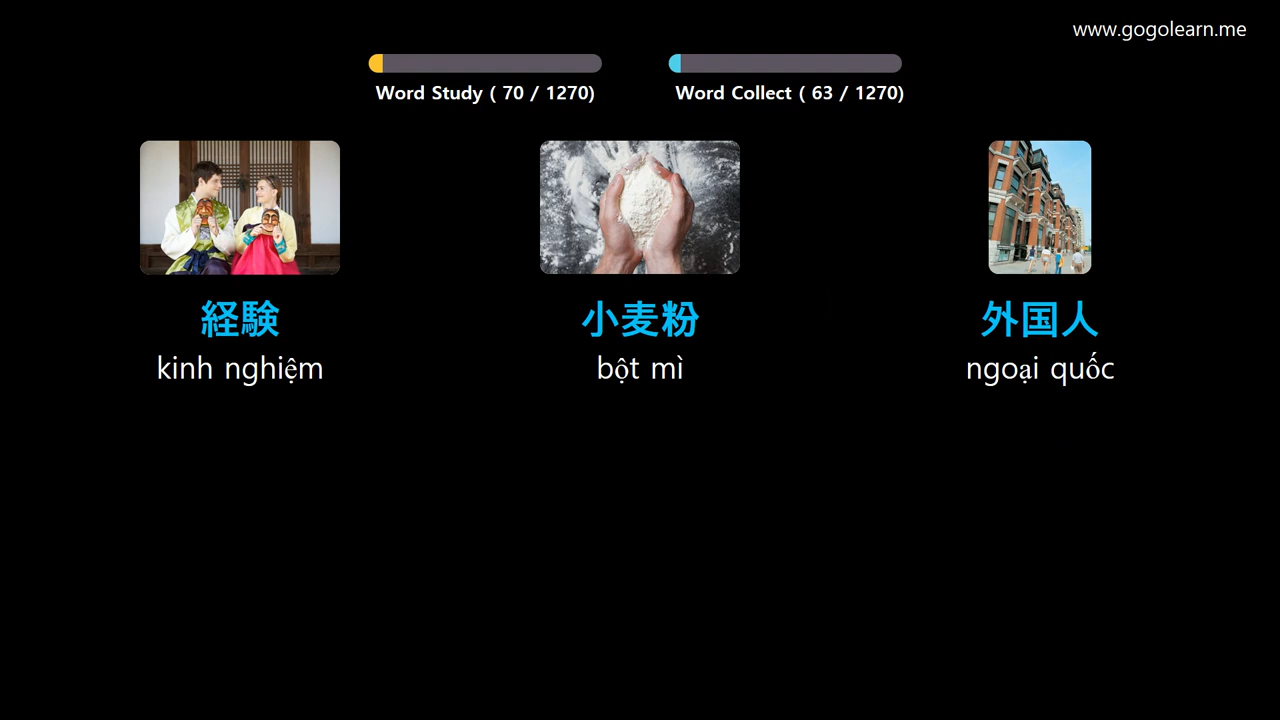 www.gogolearn.me
Word Study ( 70 / 1270)
Word Collect ( 63 / 1270)
経験
小麦粉
外国人
kinh nghiệm
bột mì
ngoại quốc